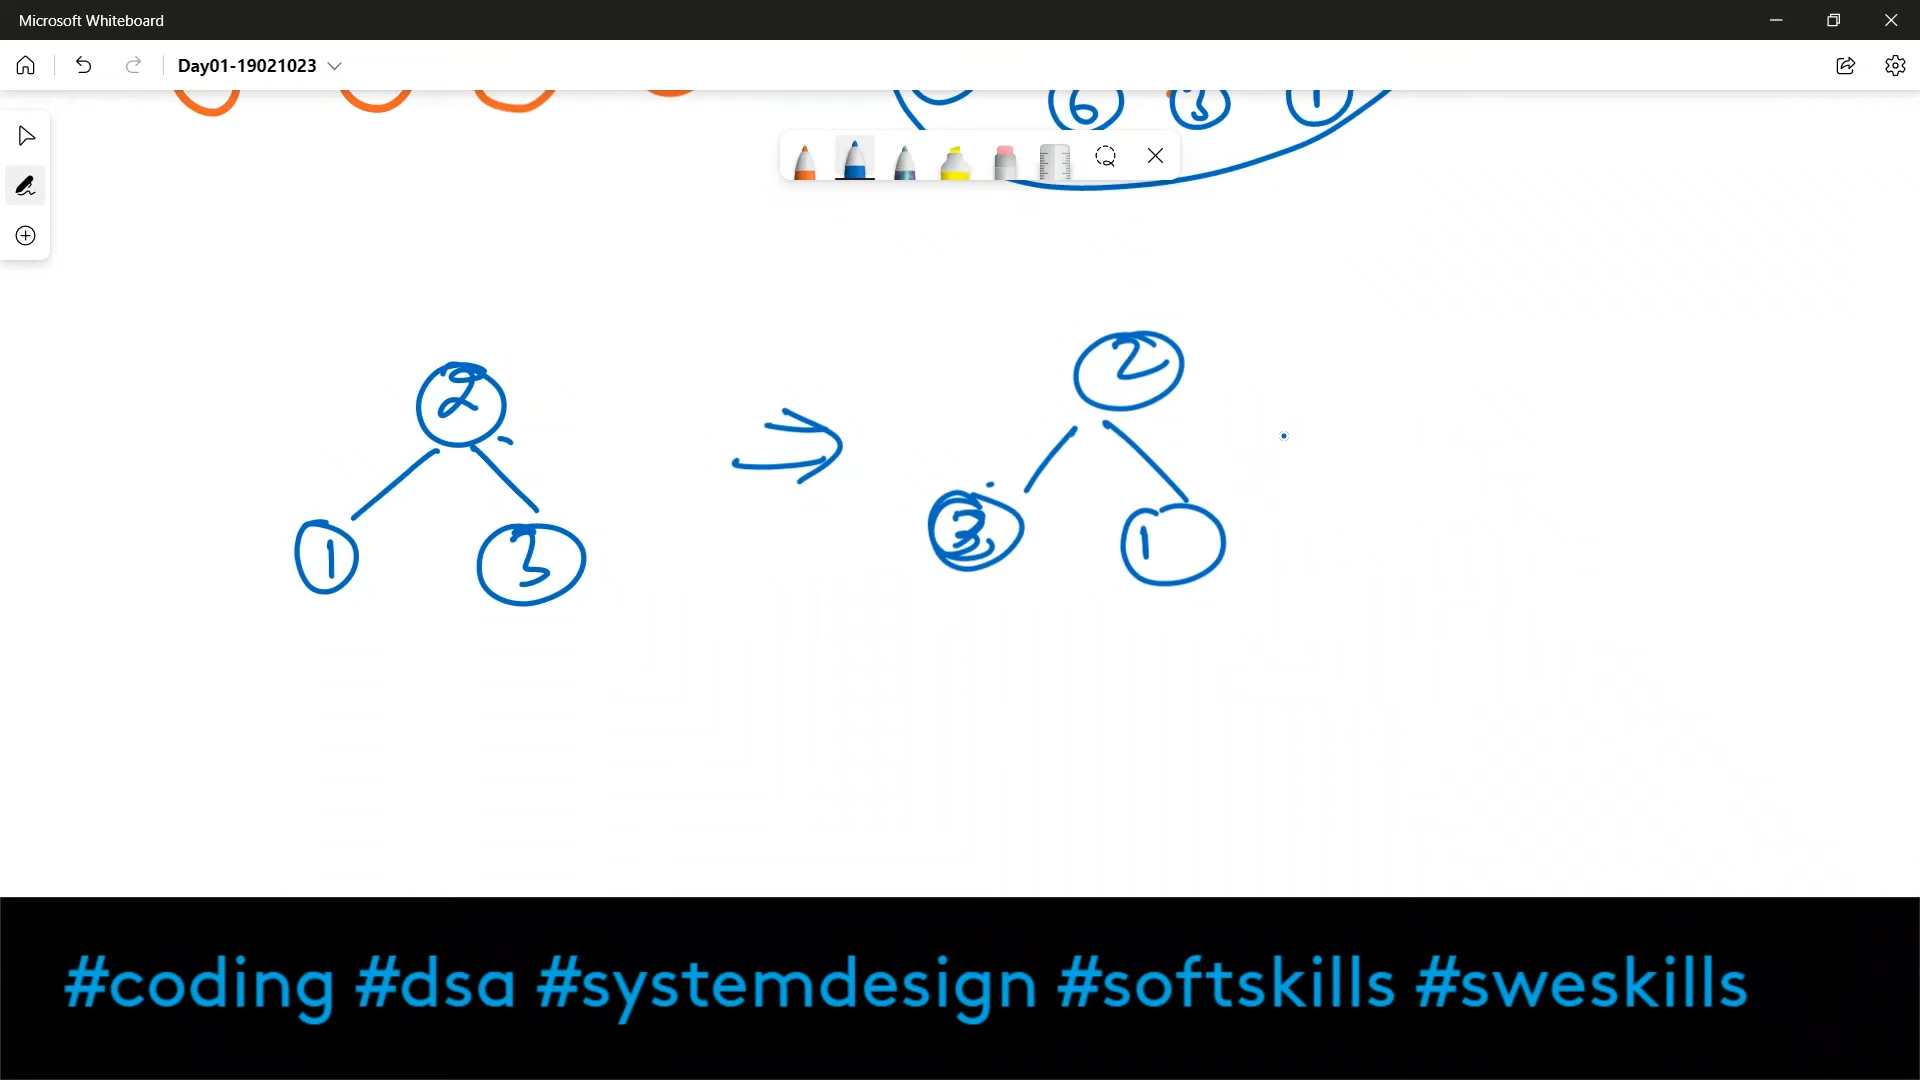 Microsoft Whiteboard
Day01-19021023
6 3 1
2
2
1 3
3 1
#coding #dsa #systemdesign #softskills #sweskills